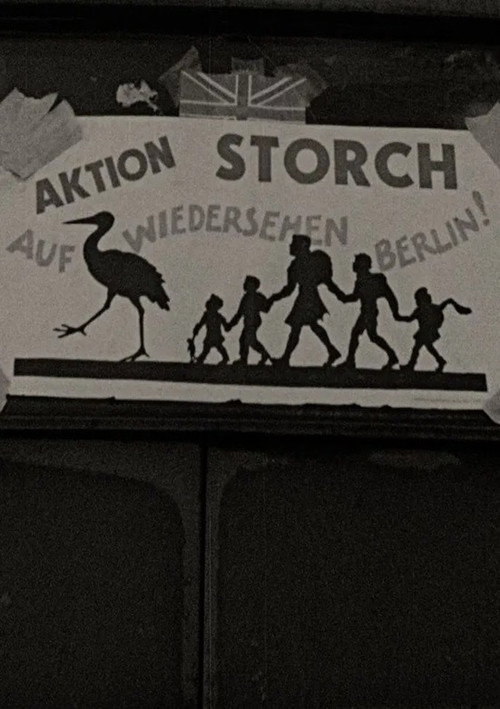 AKTION STORCH
AUF WIEDERSEHEN BERLIN!